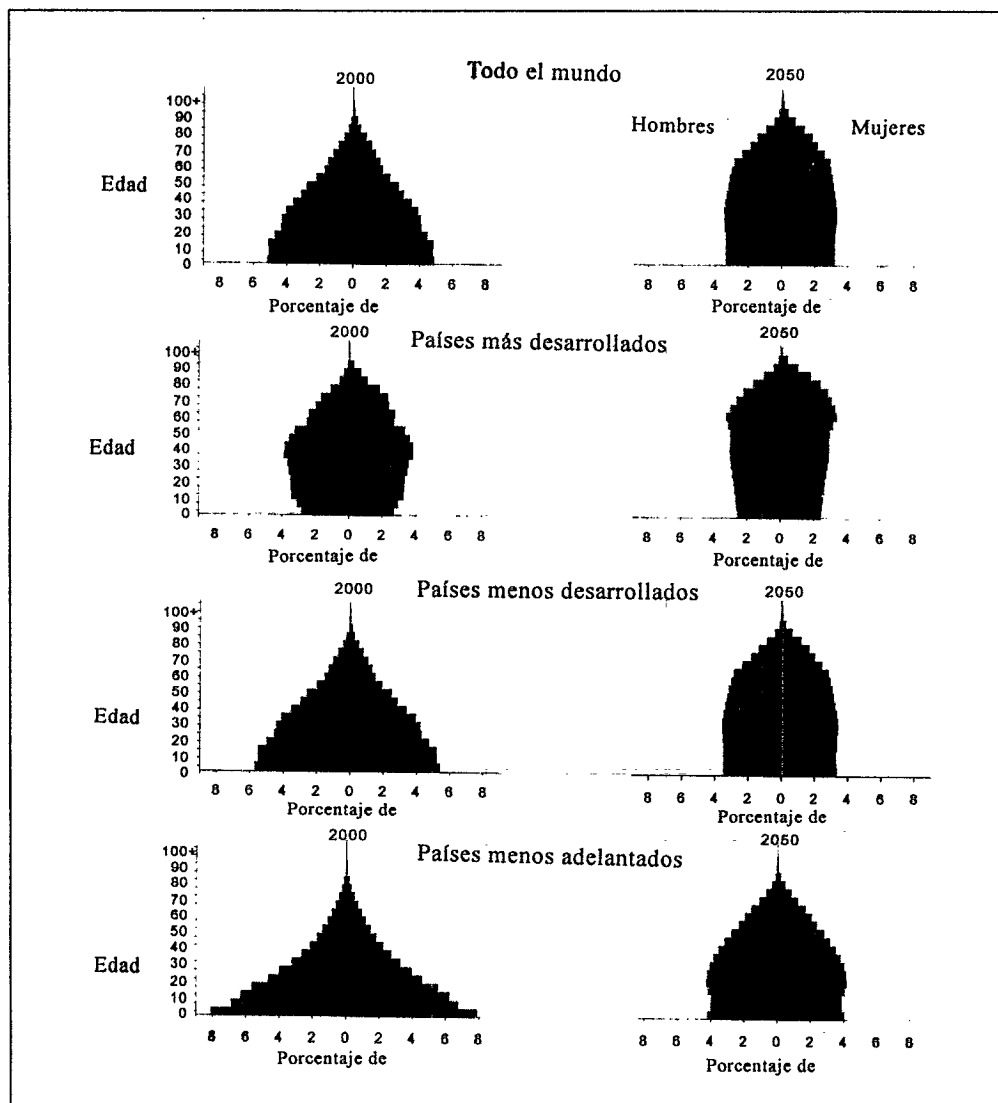 Todo el mundo
2000 2050
100+
90
80
70
60
50
40
30
20
10
0
Edad
Hombres Mujeres
8 6 4 2 0 2 4 6 8 8 6 4 2 0 2 4 6 8
Porcentaje de Porcentaje de
Países más desarrollados
2000 2050
100+
90
80
70
60
50
40
30
20
10
0
Edad
8 6 4 2 0 2 4 6 8 8 6 4 2 0 2 4 6 8
Porcentaje de Porcentaje de
Países menos desarrollados
2000 2050
100+
90
80
70
60
50
40
30
20
10
0
Edad
8 6 4 2 0 2 4 6 8 8 6 4 2 0 2 4 6 8
Porcentaje de Porcentaje de
Países menos adelantados
2000 2050
100+
90
80
70
60
50
40
30
20
10
0
Edad
8 6 4 2 0 2 4 6 8 8 6 4 2 0 2 4 6 8
Porcentaje de Porcentaje de